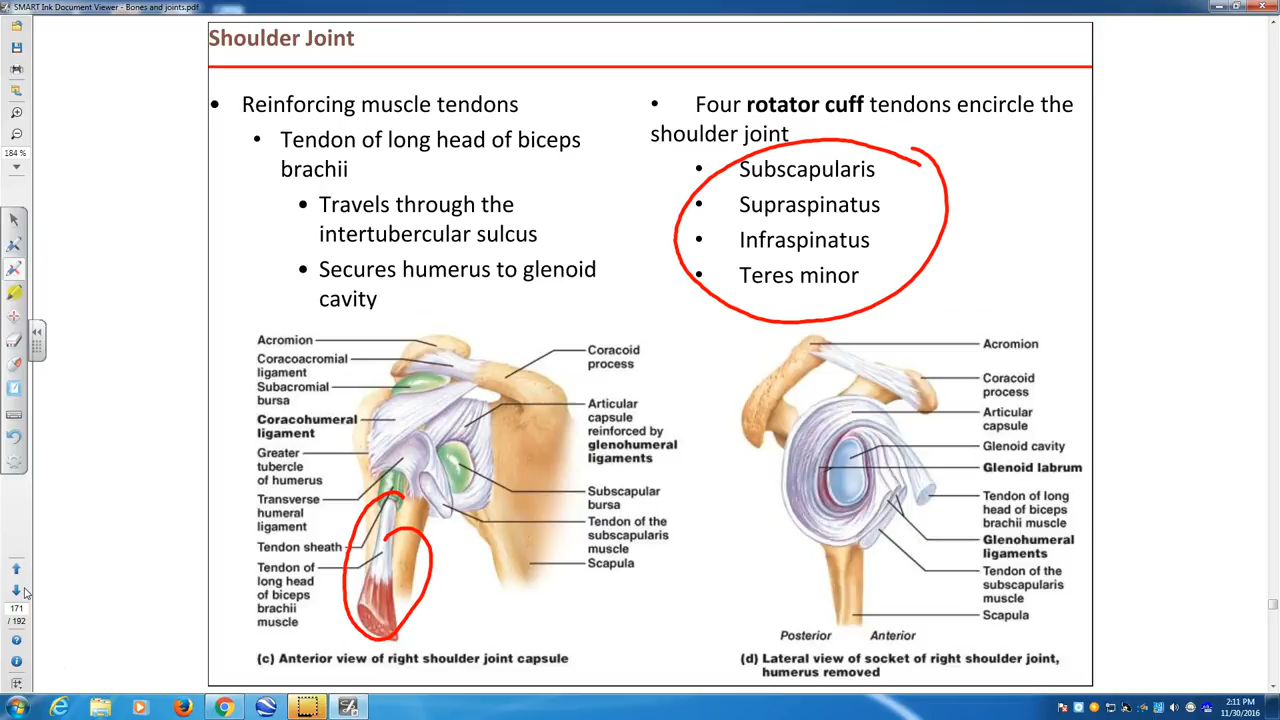 SMART Ink Document Viewer - Bones and joints.pdf
184 %
171
/ 192
Shoulder Joint
• Reinforcing muscle tendons
• Tendon of long head of biceps
brachii
• Travels through the
intertubercular sulcus
• Secures humerus to glenoid
cavity
• Four rotator cuff tendons encircle the
shoulder joint
• Subscapularis
• Supraspinatus
• Infraspinatus
• Teres minor
Acromion
Coracoacromial
ligament
Subacromial
bursa
Coracohumeral
ligament
Greater
tubercle
of humerus
Transverse
humeral
ligament
Tendon sheath
Tendon of
long head
of biceps
brachii
muscle
Coracoid
process
Articular
capsule
reinforced by
glenohumeral
ligaments
Subscapular
bursa
Tendon of the
subscapularis
muscle
Scapula
(c) Anterior view of right shoulder joint capsule
Acromion
Coracoid
process
Articular
capsule
Glenoid cavity
Glenoid labrum
Tendon of long
head of biceps
brachii muscle
Glenohumeral
ligaments
Tendon of the
subscapularis
muscle
Scapula
Posterior
Anterior
(d) Lateral view of socket of right shoulder joint,
humerus removed
2:11 PM
11/30/2016